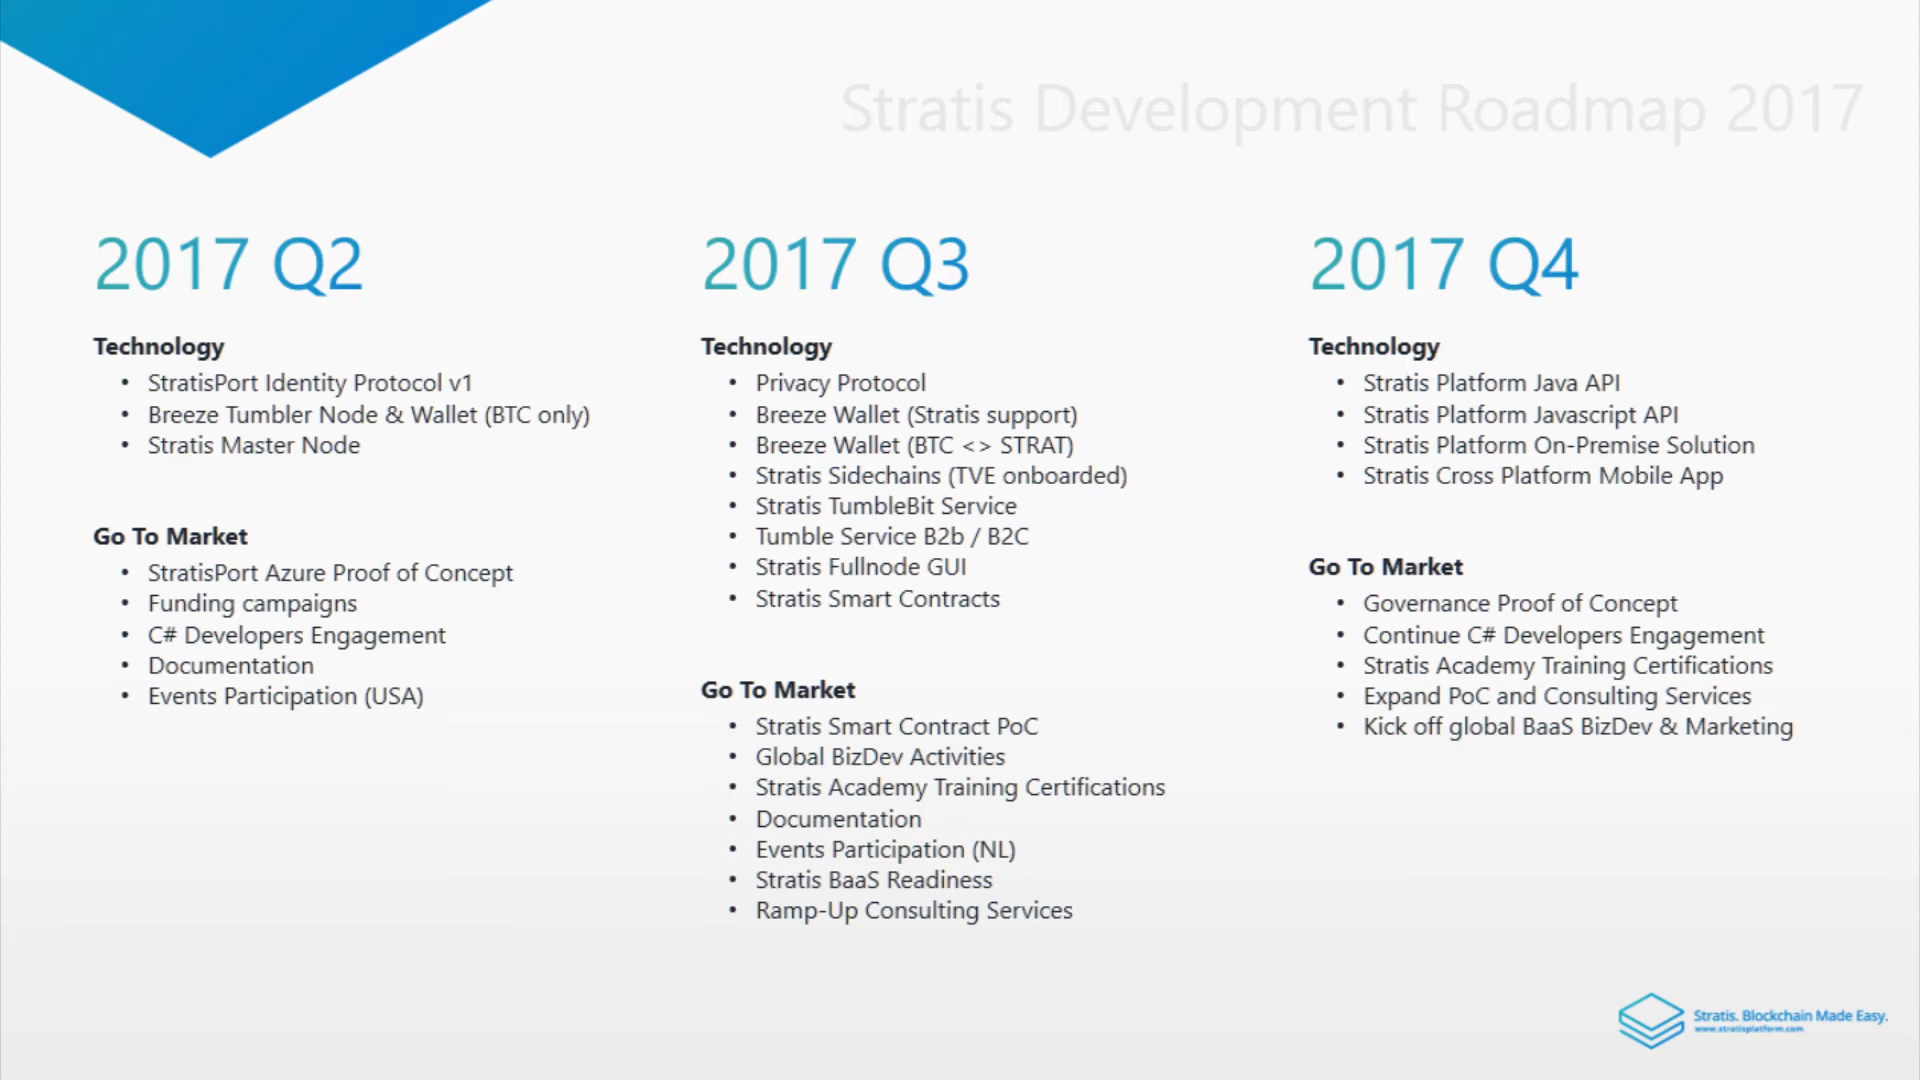 Stratis Development Roadmap 2017
2017 Q2
Technology
• StratisPort Identity Protocol v1
• Breeze Tumbler Node & Wallet (BTC only)
• Stratis Master Node
Go To Market
• StratisPort Azure Proof of Concept
• Funding campaigns
• C# Developers Engagement
• Documentation
• Events Participation (USA)
2017 Q3
Technology
• Privacy Protocol
• Breeze Wallet (Stratis support)
• Breeze Wallet (BTC <> STRAT)
• Stratis Sidechains (TVE onboarded)
• Stratis TumbleBit Service
• Tumble Service B2b / B2C
• Stratis Fullnode GUI
• Stratis Smart Contracts
Go To Market
• Stratis Smart Contract PoC
• Global BizDev Activities
• Stratis Academy Training Certifications
• Documentation
• Events Participation (NL)
• Stratis BaaS Readiness
• Ramp-Up Consulting Services
2017 Q4
Technology
• Stratis Platform Java API
• Stratis Platform Javascript API
• Stratis Platform On-Premise Solution
• Stratis Cross Platform Mobile App
Go To Market
• Governance Proof of Concept
• Continue C# Developers Engagement
• Stratis Academy Training Certifications
• Expand PoC and Consulting Services
• Kick off global BaaS BizDev & Marketing
Stratis. Blockchain Made Easy.
www.stratisplatform.com